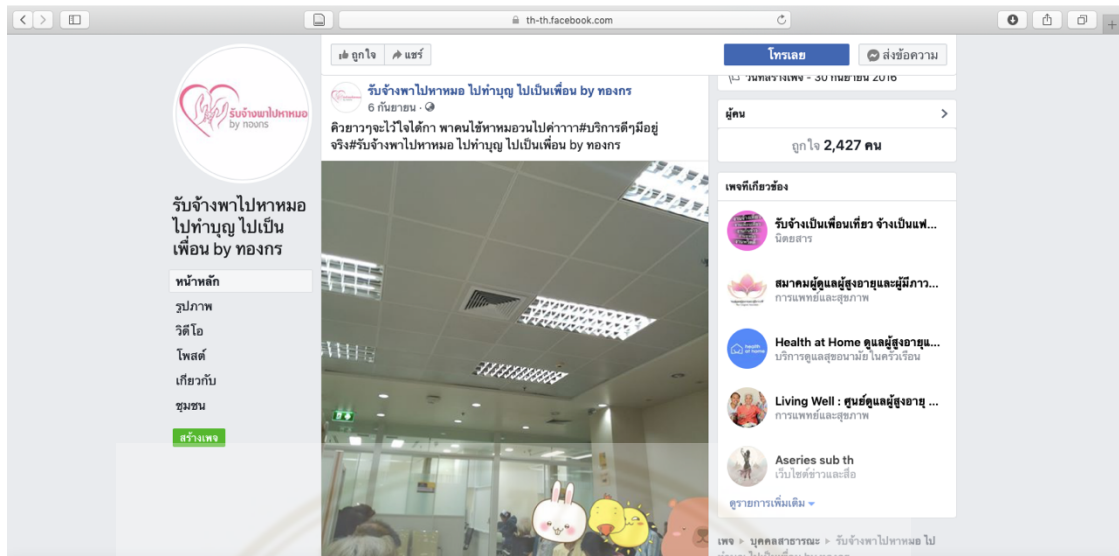 th-th.facebook.com
รับจ้างพาไปหาหมอ
by ทองกร
รับจ้างพาไปหาหมอ
ไปทำบุญ ไปเป็น
เพื่อน by ทองกร
หน้าหลัก
รูปภาพ
วิดีโอ
โพสต์
เกี่ยวกับ
ชุมชน
สร้างเพจ
ถูกใจ แชร์
รับจ้างพาไปหาหมอ ไปทำบุญ ไปเป็นเพื่อน by ทองกร
6 กันยายน ·
คิวยาวๆจะไว้ใจได้กา พาคนไข้หาหมอวนไปค่าาาา#บริการดีๆมีอยู่
จริง#รับจ้างพาไปหาหมอ ไปทำบุญ ไปเป็นเพื่อน by ทองกร
โทรเลย ส่งข้อความ
วันที่สร้างเพจ - 30 กันยายน 2016
ผู้คน
ถูกใจ 2,427 คน
เพจที่เกี่ยวข้อง
รับจ้างเป็นเพื่อนเที่ยว จ้างเป็นแฟ...
นิตยสาร
สมาคมผู้ดูแลผู้สูงอายุและผู้มีภาว...
การแพทย์และสุขภาพ
Health at Home ดูแลผู้สูงอายุแ...
บริการดูแลสุขอนามัยในครัวเรือน
Living Well : ศูนย์ดูแลผู้สูงอายุ ...
การแพทย์และสุขภาพ
Aseries sub th
เว็บไซต์ข่าวและสื่อ
ดูรายการเพิ่มเติม
เพจ บุคคลสาธารณะ รับจ้างพาไปหาหมอ ไป
ทำบุญ ไปเป็นเพื่อน by ทองกร